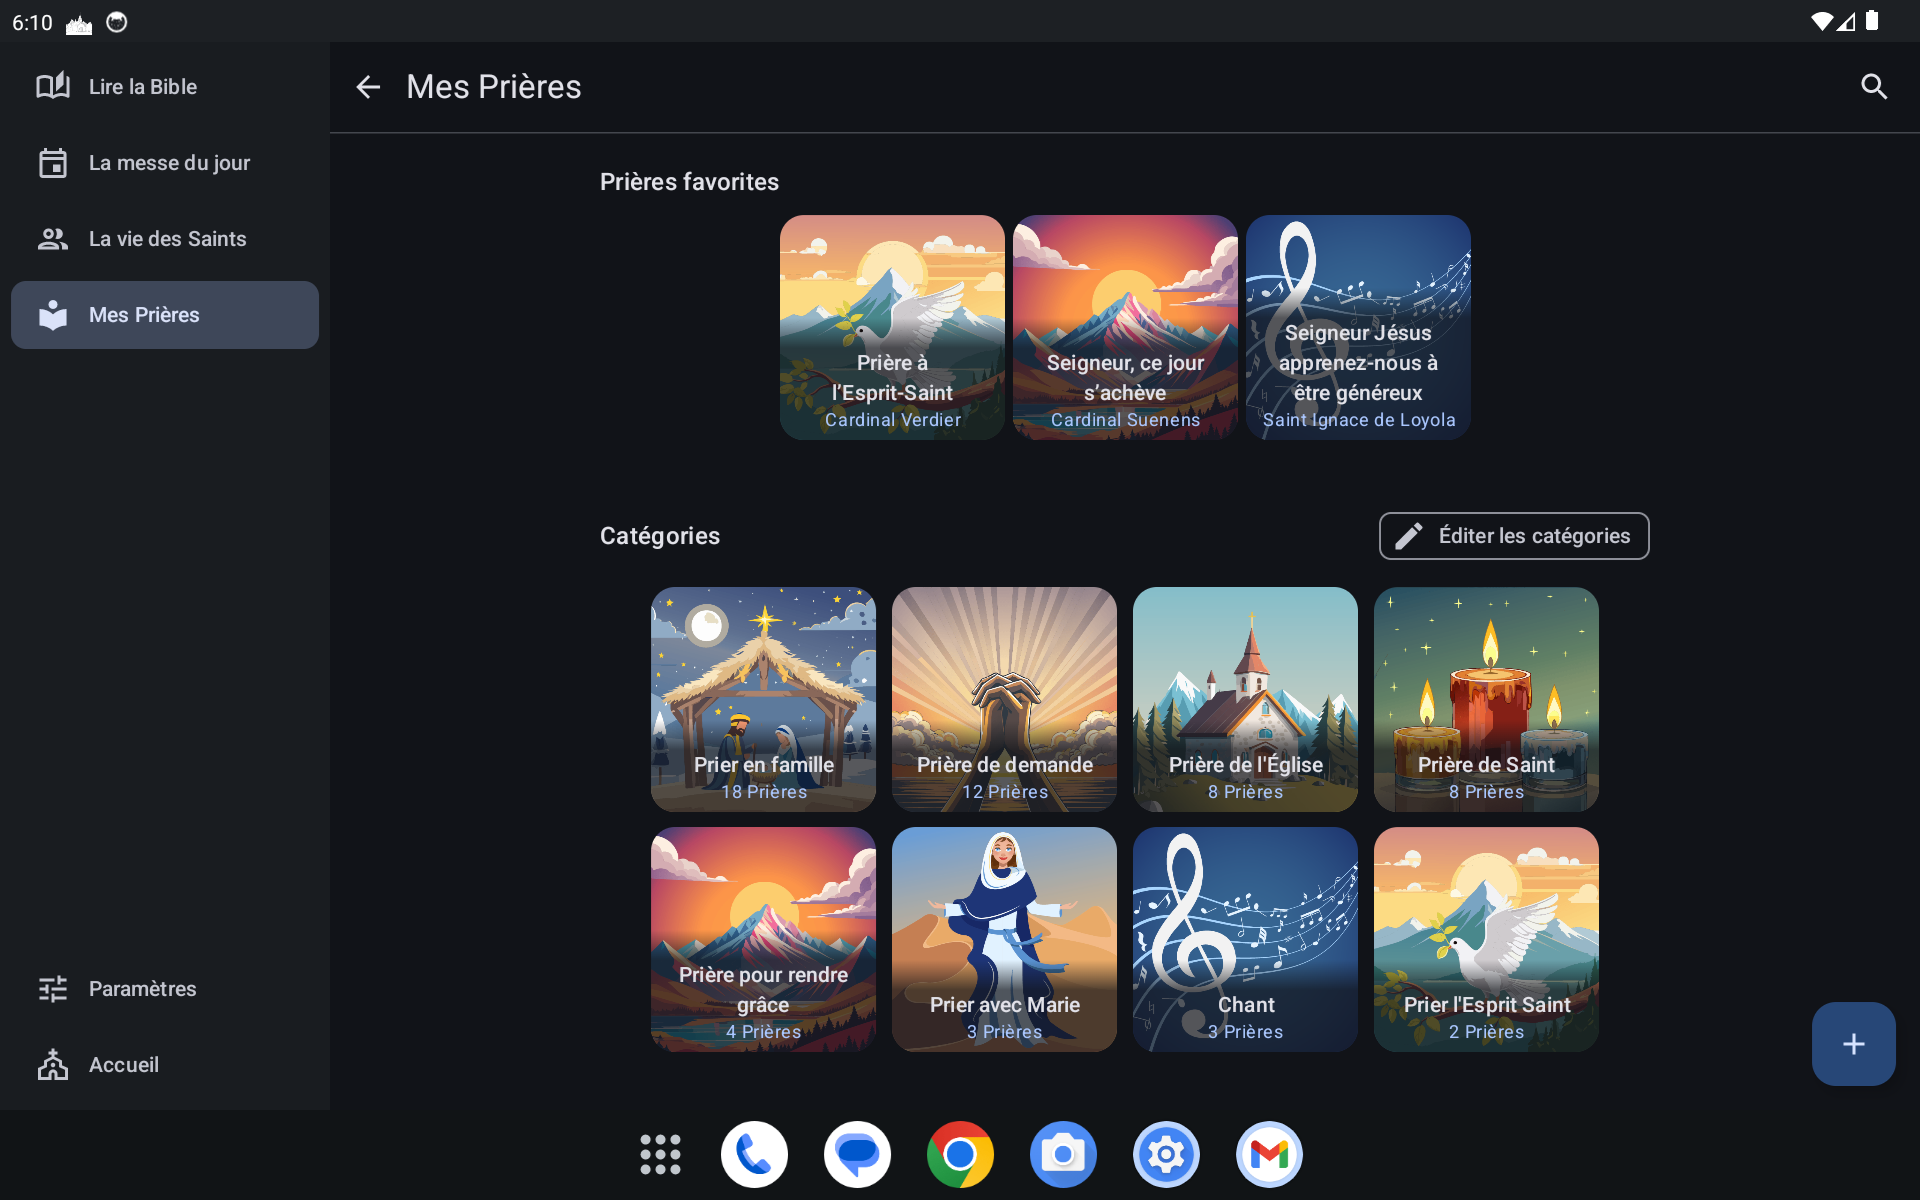 6:10
Lire la Bible
La messe du jour
La vie des Saints
Mes Prières
Paramètres
Accueil
Mes Prières
Prières favorites
Prière à
l’Esprit-Saint
Cardinal Verdier
Seigneur, ce jour
s’achève
Cardinal Suenens
Seigneur Jésus
apprenez-nous à
être généreux
Saint Ignace de Loyola
Catégories
Éditer les catégories
Prier en famille
18 Prières
Prière de demande
12 Prières
Prière de l'Église
8 Prières
Prière de Saint
8 Prières
Prière pour rendre
grâce
4 Prières
Prier avec Marie
3 Prières
Chant
3 Prières
Prier l'Esprit Saint
2 Prières